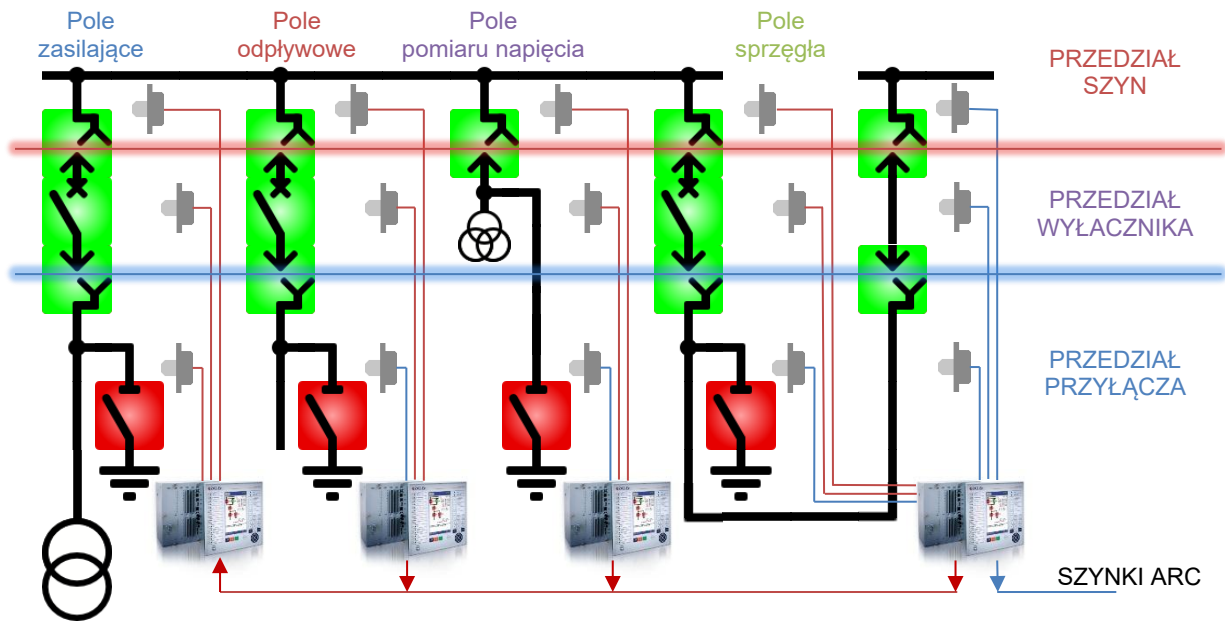 Pole
zasilające
Pole
odpływowe
Pole
pomiaru napięcia
Pole
sprzęgła
PRZEDZIAŁ
SZYN
PRZEDZIAŁ
WYŁACZNIKA
PRZEDZIAŁ
PRZYŁĄCZA
SZYNKI ARC